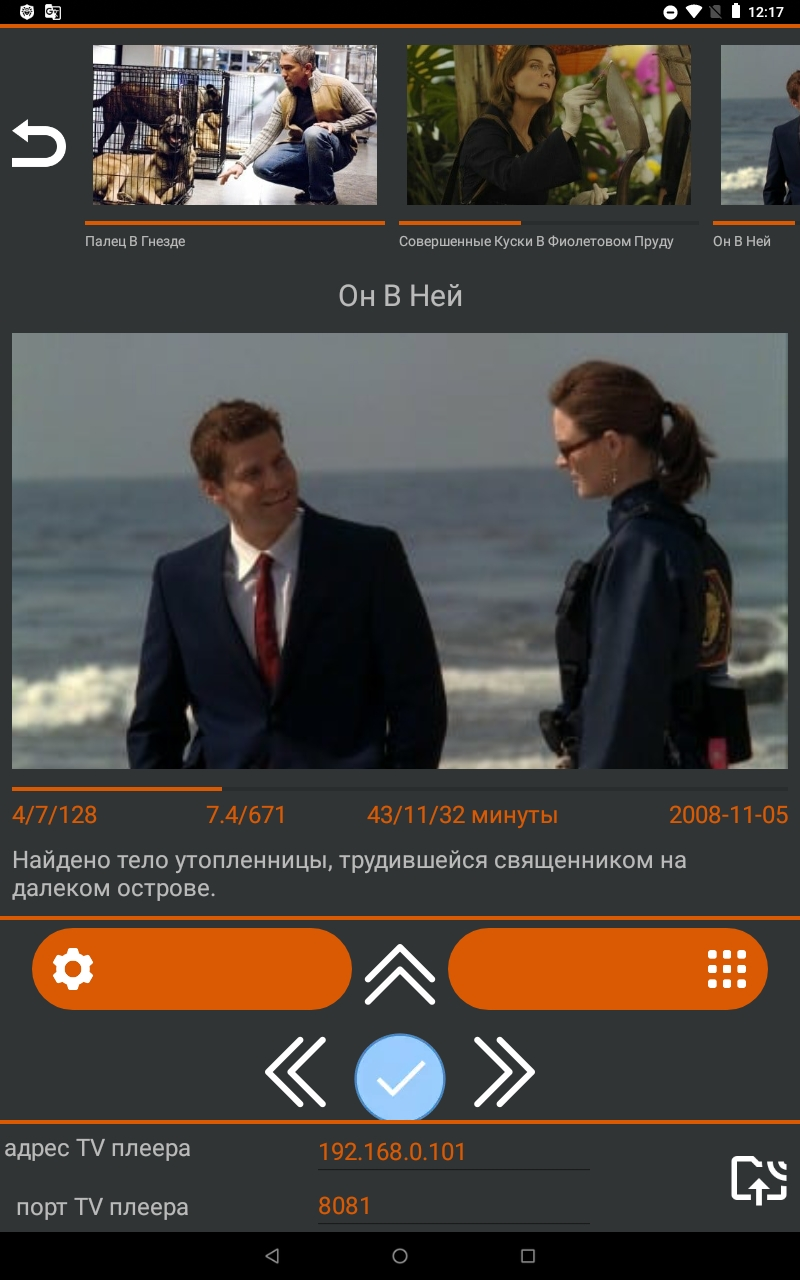 12:17
Палец В Гнезде
Совершенные Куски В Фиолетовом Пруду
Он В Ней
Он В Ней
4/7/128 7.4/671 43/11/32 минуты 2008-11-05
Найдено тело утопленницы, трудившейся священником на
далеком острове.
адрес TV плеера 192.168.0.101
порт TV плеера 8081